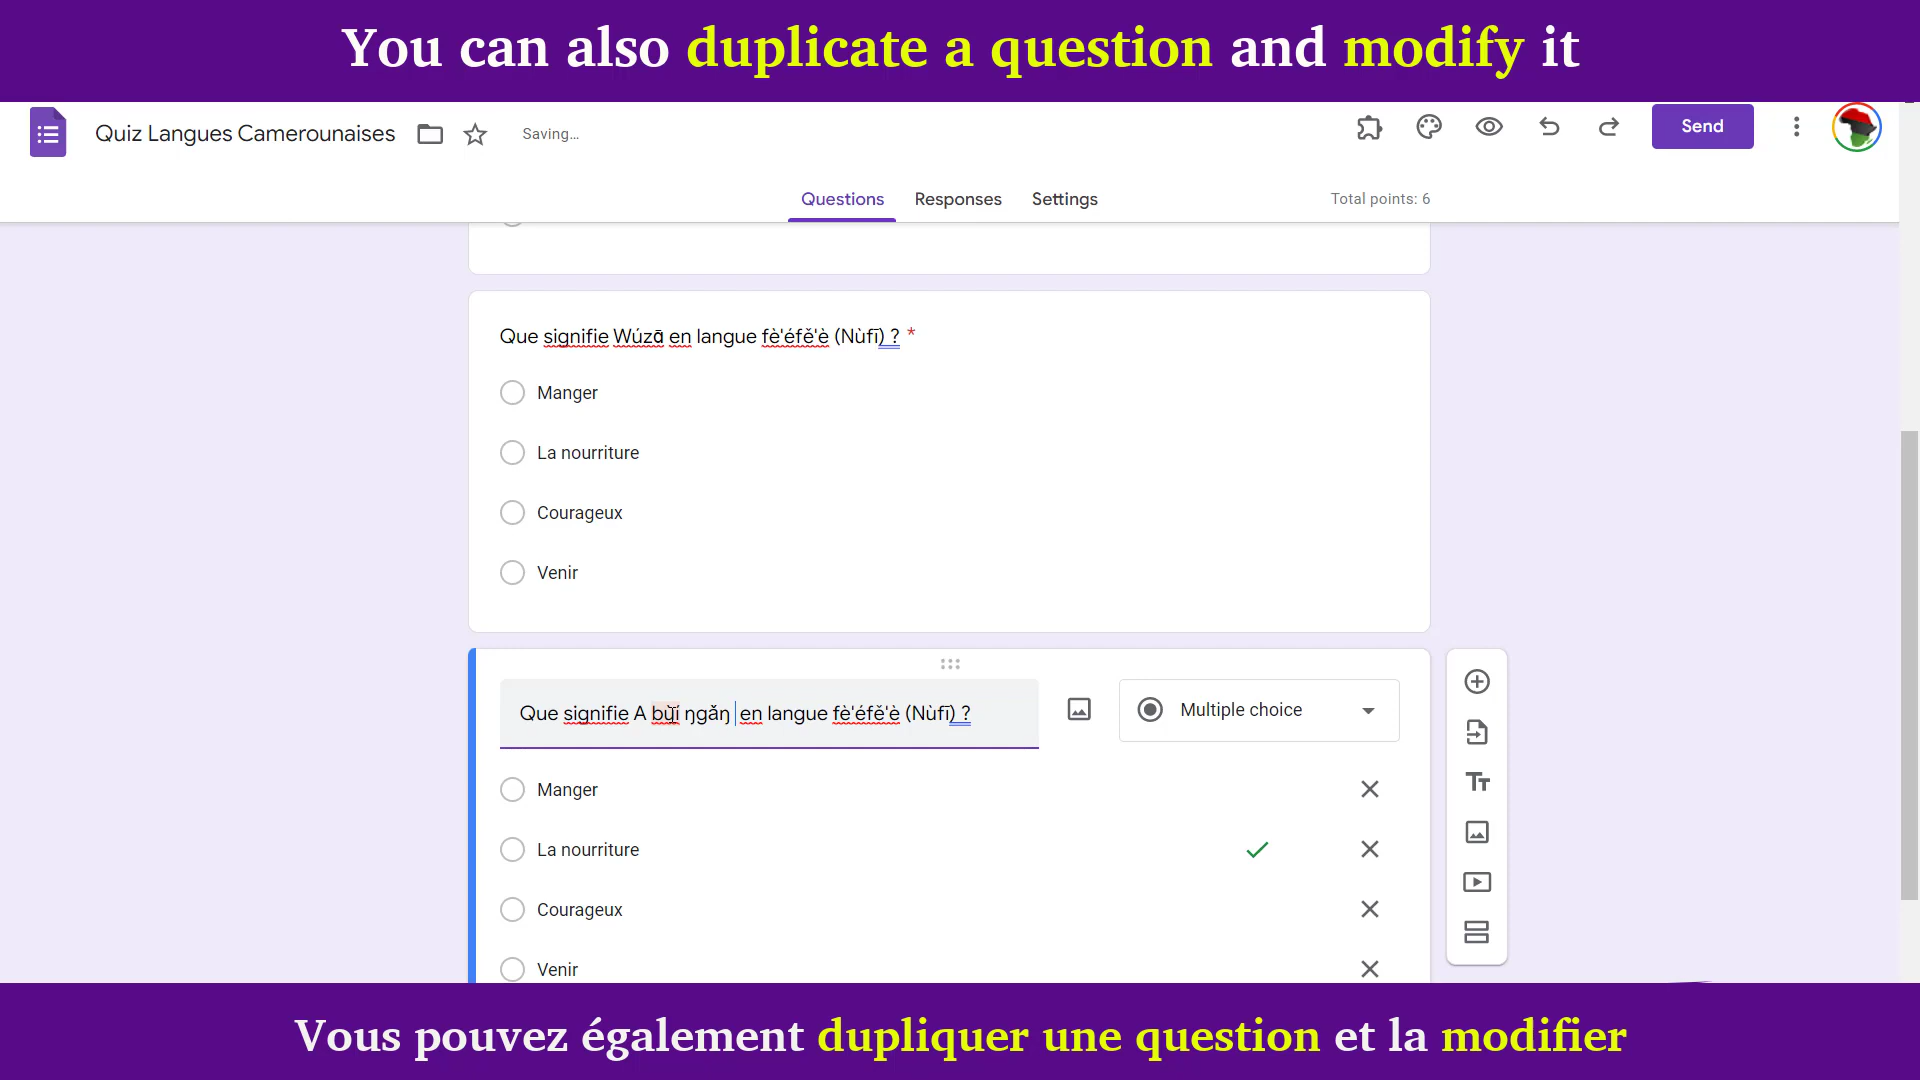 You can also duplicate a question and modify it
Quiz Langues Camerounaises
Saving…
Send
Questions
Responses
Settings
Total points: 6
Que signifie Wúzā en langue fè'éfě'è (Nùfī) ? *
Manger
La nourriture
Courageux
Venir
Que signifie A bʉ̀ɪ̄ ŋgǎŋ en langue fè'éfě'è (Nùfī) ?
Multiple choice
Manger
La nourriture
Courageux
Venir
Vous pouvez également dupliquer une question et la modifier